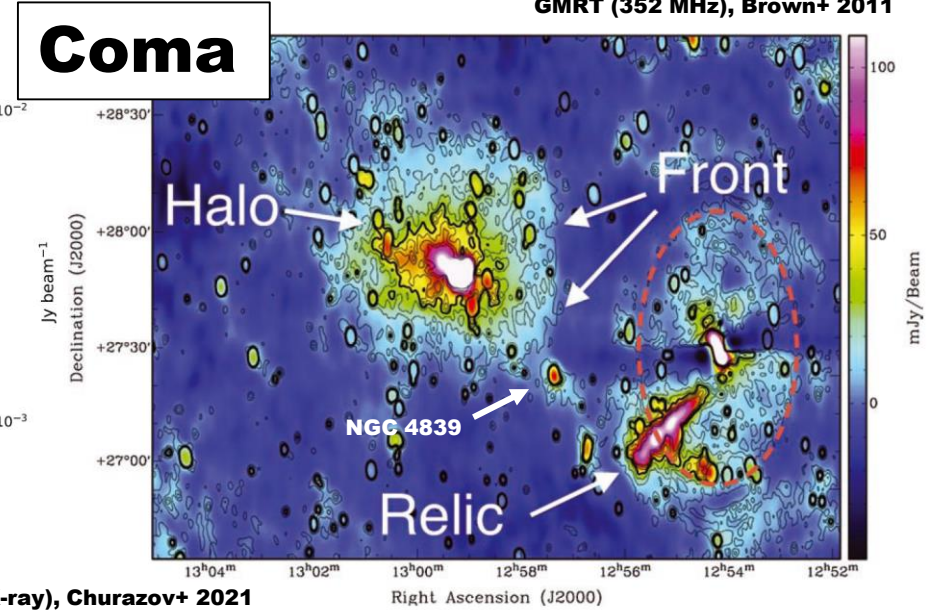 GMRT (352 MHz), Brown+ 2011
Coma
10⁻²
Jy beam⁻¹
10⁻³
Declination (J2000)
+28°30′
+28°00′
+27°30′
+27°00′
Halo
Front
NGC 4839
Relic
100
50
0
mJy/Beam
13ʰ04ᵐ 13ʰ02ᵐ 13ʰ00ᵐ 12ʰ58ᵐ 12ʰ56ᵐ 12ʰ54ᵐ 12ʰ52ᵐ
Right Ascension (J2000)
-ray), Churazov+ 2021